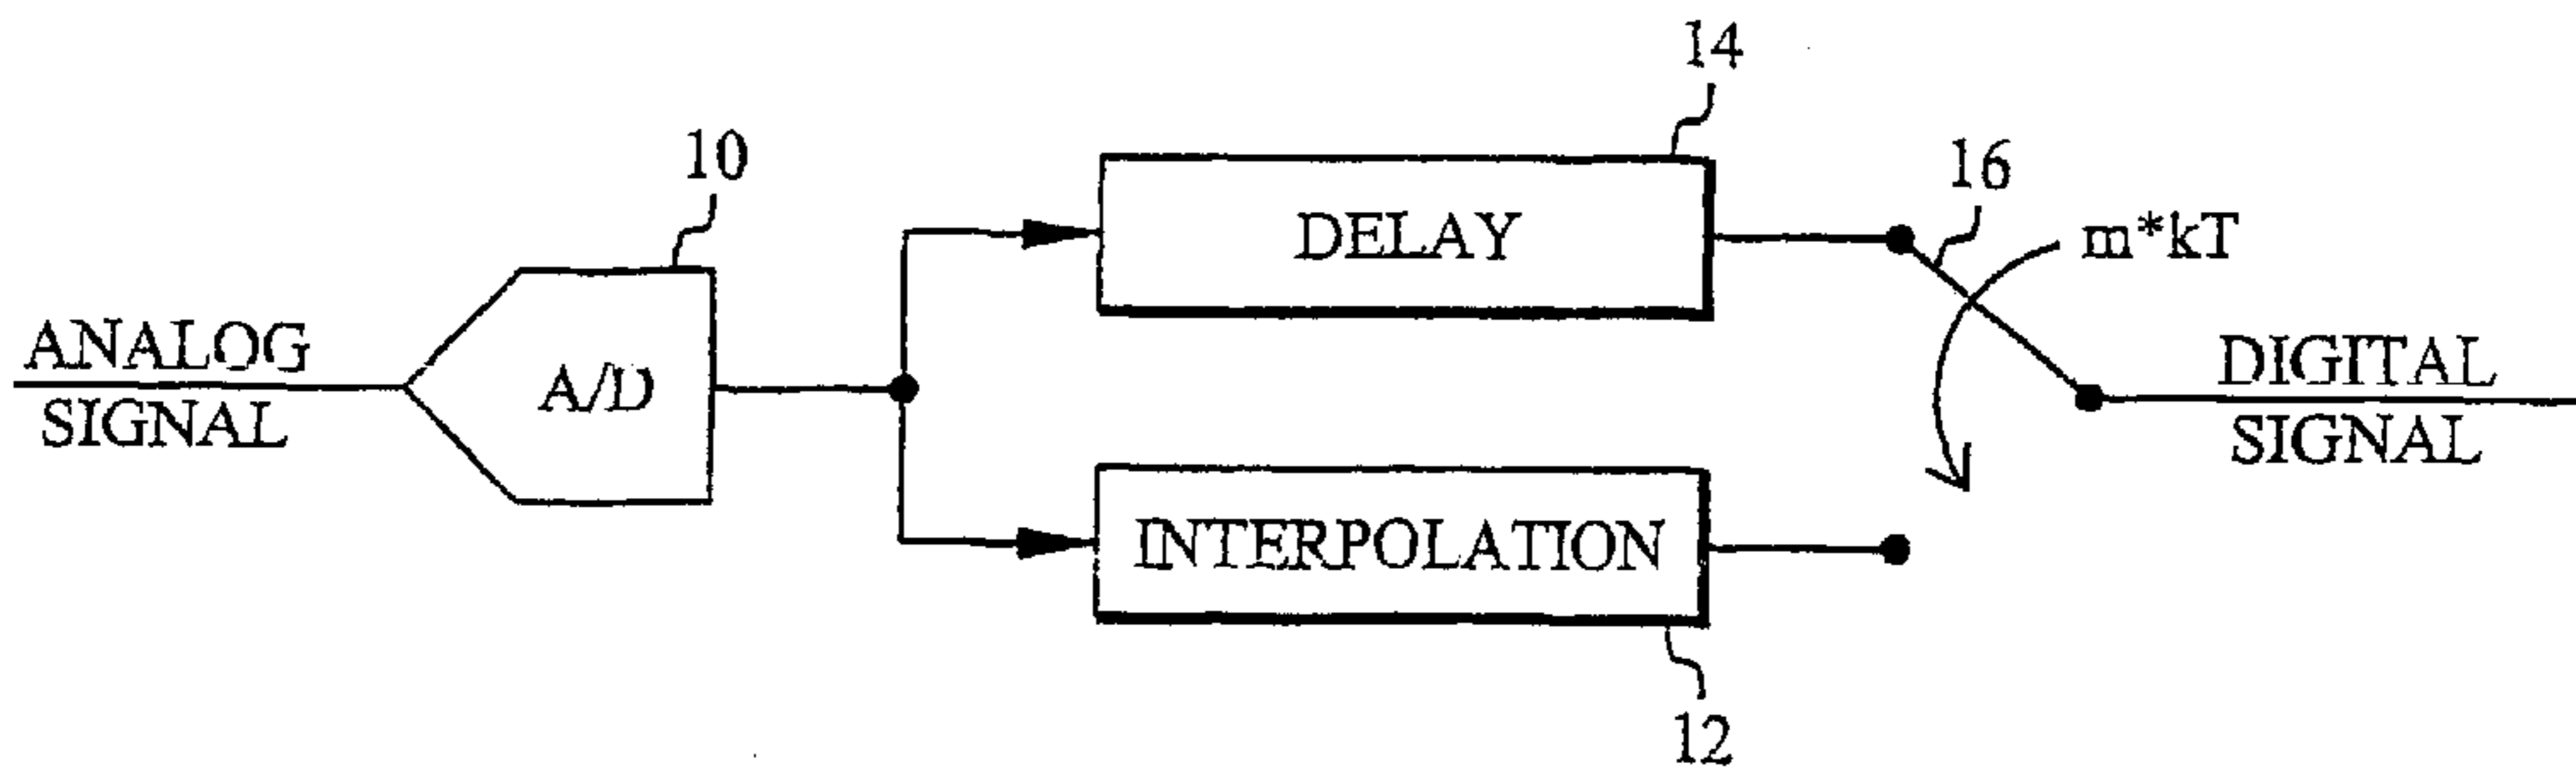 14
10
16
DELAY
m*kT
ANALOG
SIGNAL
A/D
DIGITAL
SIGNAL
INTERPOLATION
12